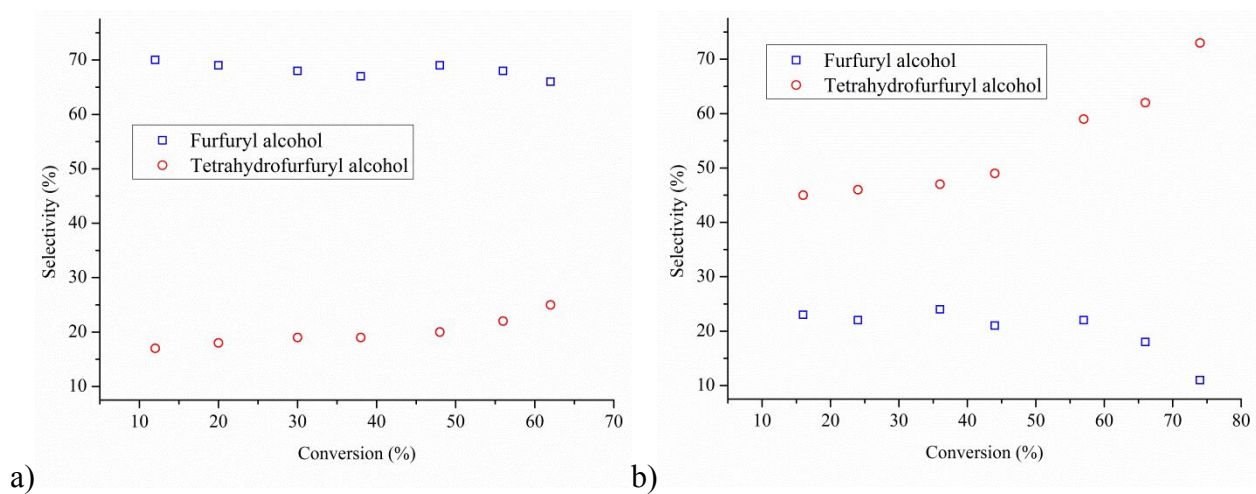 70
60
50
40
30
20
10
Selectivity (%)
Furfuryl alcohol
Tetrahydrofurfuryl alcohol
10 20 30 40 50 60 70
Conversion (%)
a)
70
60
50
40
30
20
10
Selectivity (%)
Furfuryl alcohol
Tetrahydrofurfuryl alcohol
10 20 30 40 50 60 70 80
Conversion (%)
b)